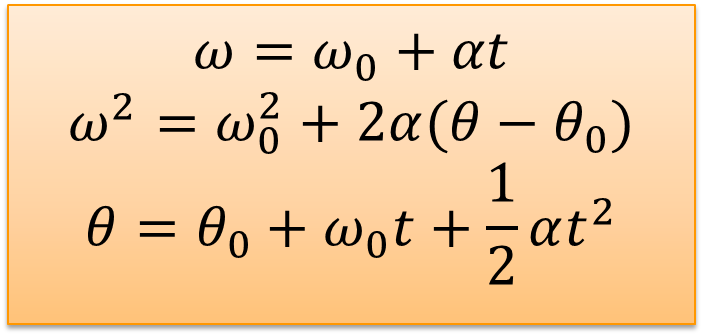 ω = ω₀ + αt
ω² = ω₀² + 2α(θ − θ₀)
θ = θ₀ + ω₀t + ½αt²